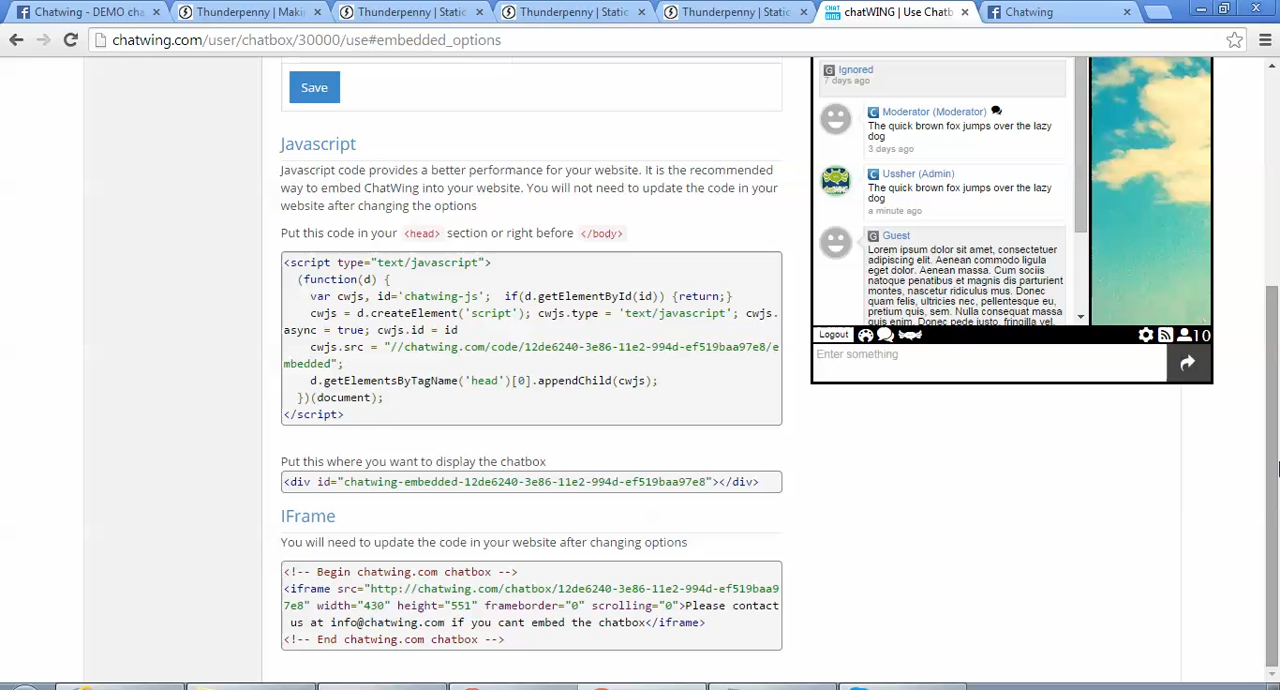 Chatwing - DEMO cha
Thunderpenny | Makin
Thunderpenny | Static
Thunderpenny | Static
Thunderpenny | Static
CHAT WING
chatWING | Use Chatb
Chatwing
chatwing.com/user/chatbox/30000/use#embedded_options
Save
Javascript
Javascript code provides a better performance for your website. It is the recommended
way to embed ChatWing into your website. You will not need to update the code in your
website after changing the options
Put this code in your <head> section or right before </body>
<script type="text/javascript">
(function(d) {
var cwjs, id='chatwing-js';  if(d.getElementById(id)) {return;}
cwjs = d.createElement('script'); cwjs.type = 'text/javascript'; cwjs.
async = true; cwjs.id = id
cwjs.src = "//chatwing.com/code/12de6240-3e86-11e2-994d-ef519baa97e8/e
mbedded";
d.getElementsByTagName('head')[0].appendChild(cwjs);
})(document);
</script>
Put this where you want to display the chatbox
<div id="chatwing-embedded-12de6240-3e86-11e2-994d-ef519baa97e8"></div>
IFrame
You will need to update the code in your website after changing options
<!-- Begin chatwing.com chatbox -->
<iframe src="http://chatwing.com/chatbox/12de6240-3e86-11e2-994d-ef519baa9
7e8" width="430" height="551" frameborder="0" scrolling="0">Please contact
us at info@chatwing.com if you cant embed the chatbox</iframe>
<!-- End chatwing.com chatbox -->
G Ignored
7 days ago
C Moderator (Moderator)
The quick brown fox jumps over the lazy
dog
3 days ago
C Ussher (Admin)
The quick brown fox jumps over the lazy
dog
a minute ago
G Guest
Lorem ipsum dolor sit amet, consectetuer
adipiscing elit. Aenean commodo ligula
eget dolor. Aenean massa. Cum sociis
natoque penatibus et magnis dis parturient
montes, nascetur ridiculus mus. Donec
quam felis, ultricies nec, pellentesque eu,
pretium quis, sem. Nulla consequat massa
quis enim. Donec pede justo, fringilla vel,
Logout
10
Enter something